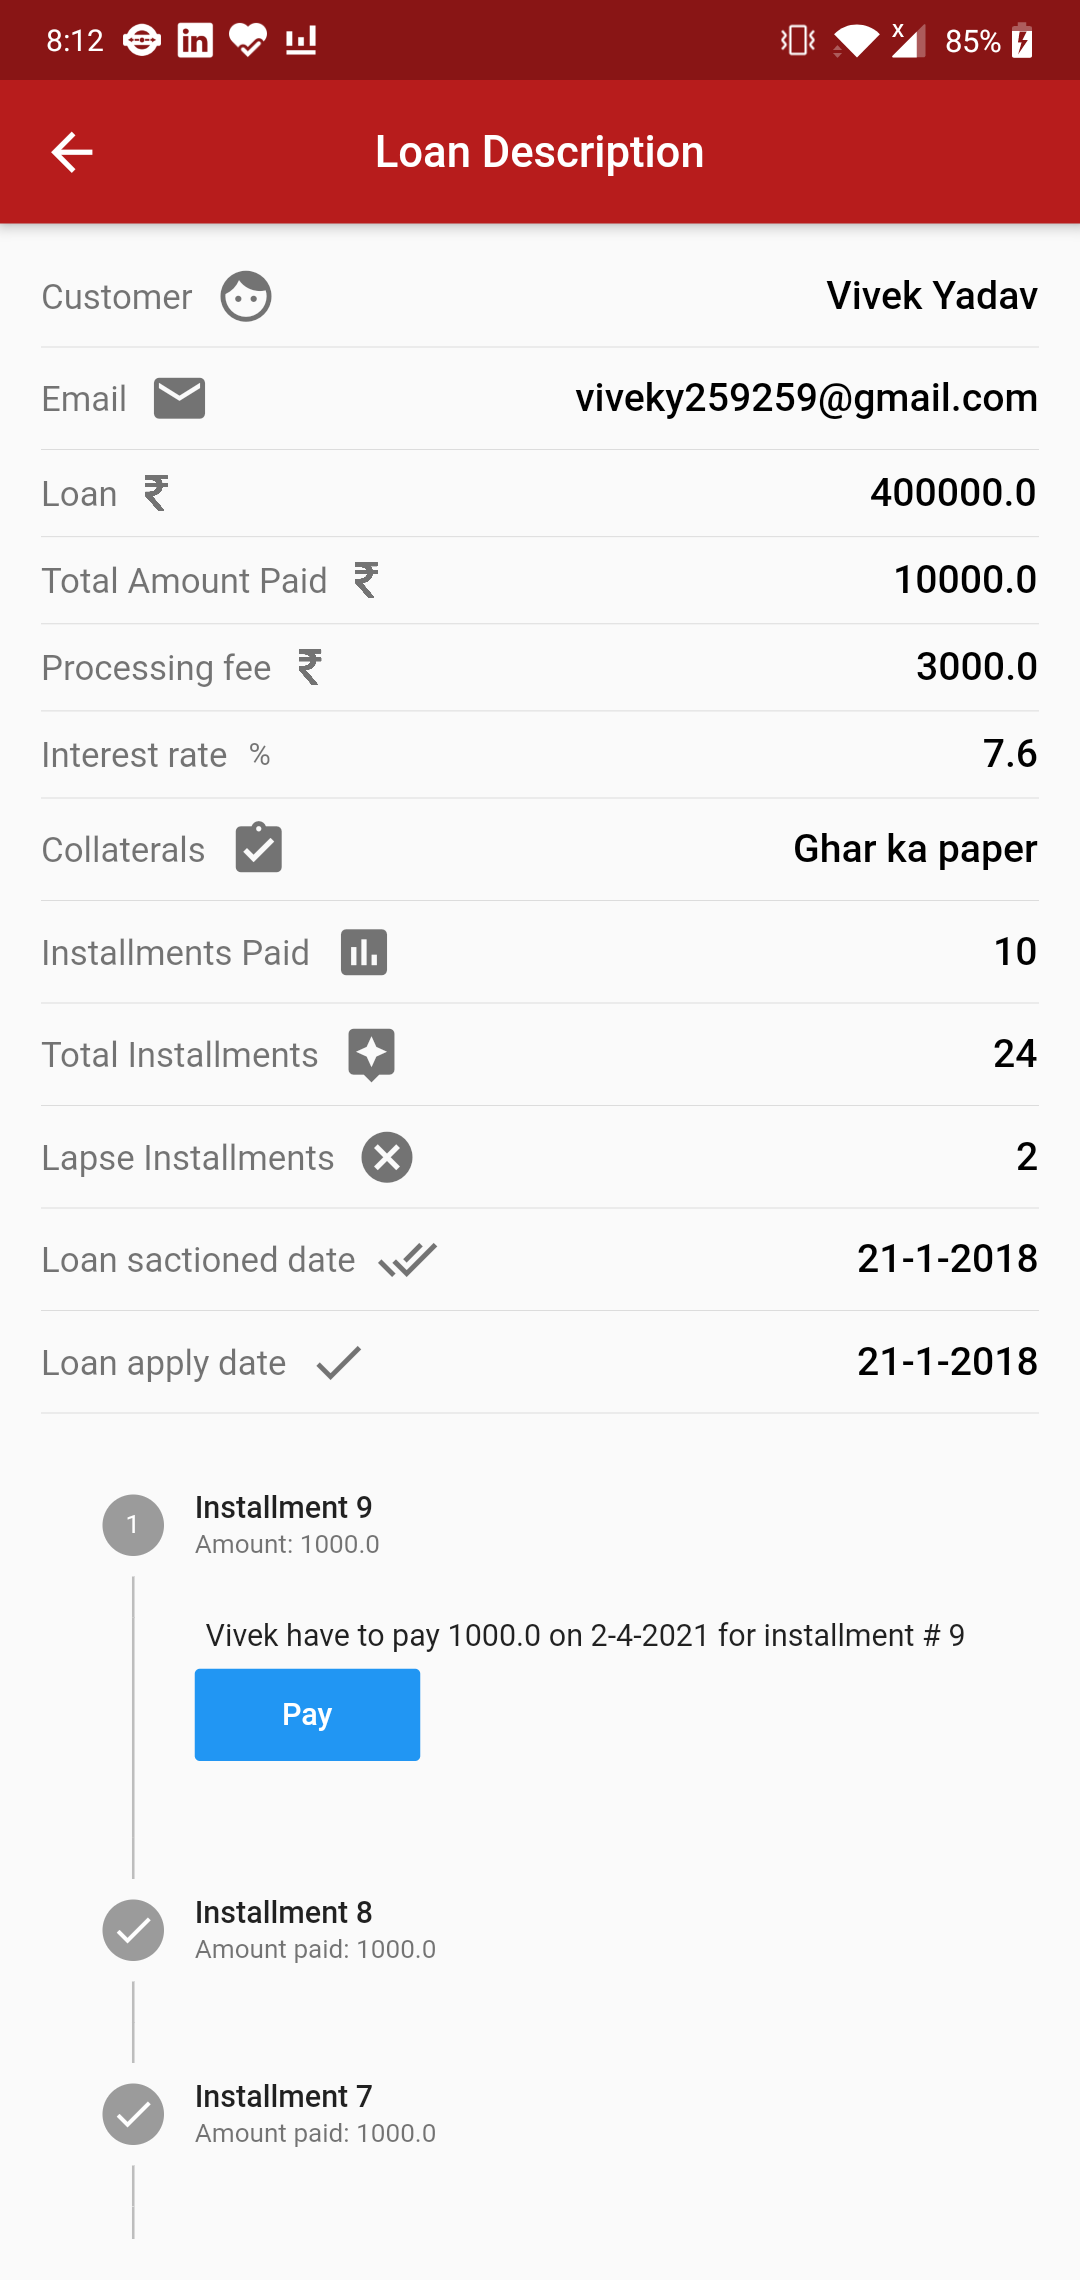 8:12 in X 85%
Loan Description
Customer Vivek Yadav
Email viveky259259@gmail.com
Loan ₹ 400000.0
Total Amount Paid ₹ 10000.0
Processing fee ₹ 3000.0
Interest rate % 7.6
Collaterals Ghar ka paper
Installments Paid 10
Total Installments 24
Lapse Installments 2
Loan sactioned date 21-1-2018
Loan apply date 21-1-2018
1 Installment 9
Amount: 1000.0
Vivek have to pay 1000.0 on 2-4-2021 for installment # 9
Pay
Installment 8
Amount paid: 1000.0
Installment 7
Amount paid: 1000.0